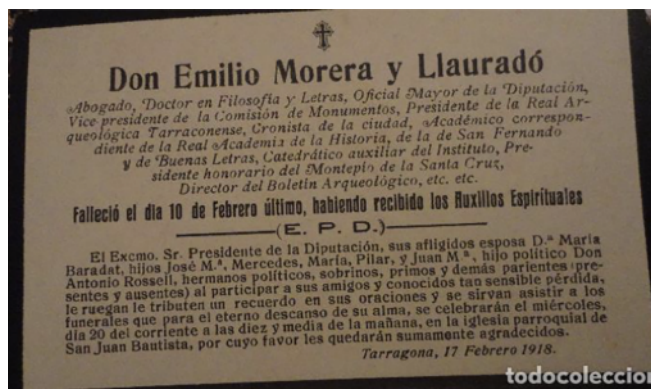 Don Emilio Morera y Llauradó
Abogado, Doctor en Filosofía y Letras, Oficial Mayor de la Diputación,
Vice-presidente de la Comisión de Monumentos, Presidente de la Real Ar-
queológica Tarraconense, Cronista de la ciudad, Académico correspon-
diente de la Real Academia de la Historia, de la de San Fernando
y de Buenas Letras, Catedrático auxiliar del Instituto, Pre-
sidente honorario del Montepío de la Santa Cruz,
Director del Boletín Arqueológico, etc. etc.
Falleció el día 10 de Febrero último, habiendo recibido los Auxilios Espirituales
(E. P. D.)
El Excmo. Sr. Presidente de la Diputación, sus afligidos esposa D.ª María
Baradat, hijos José M.ª, Mercedes, María, Pilar, y Juan M.ª, hijo político Don
Antonio Rossell, hermanos políticos, sobrinos, primos y demás parientes (pre-
sentes y ausentes) al participar a sus amigos y conocidos tan sensible pérdida,
le ruegan le tributen un recuerdo en sus oraciones y se sirvan asistir a los
funerales que para el eterno descanso de su alma, se celebrarán el miércoles,
día 20 del corriente a las diez y media de la mañana, en la iglesia parroquial de
San Juan Bautista, por cuyo favor les quedarán sumamente agradecidos.
Tarragona, 17 Febrero 1918.
todocoleccion